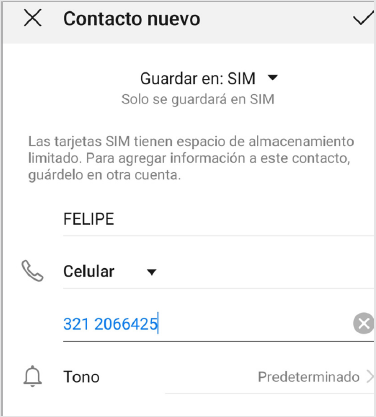 Contacto nuevo
Guardar en: SIM
Solo se guardará en SIM
Las tarjetas SIM tienen espacio de almacenamiento
limitado. Para agregar información a este contacto,
guárdelo en otra cuenta.
FELIPE
Celular
321 2066425
Tono Predeterminado